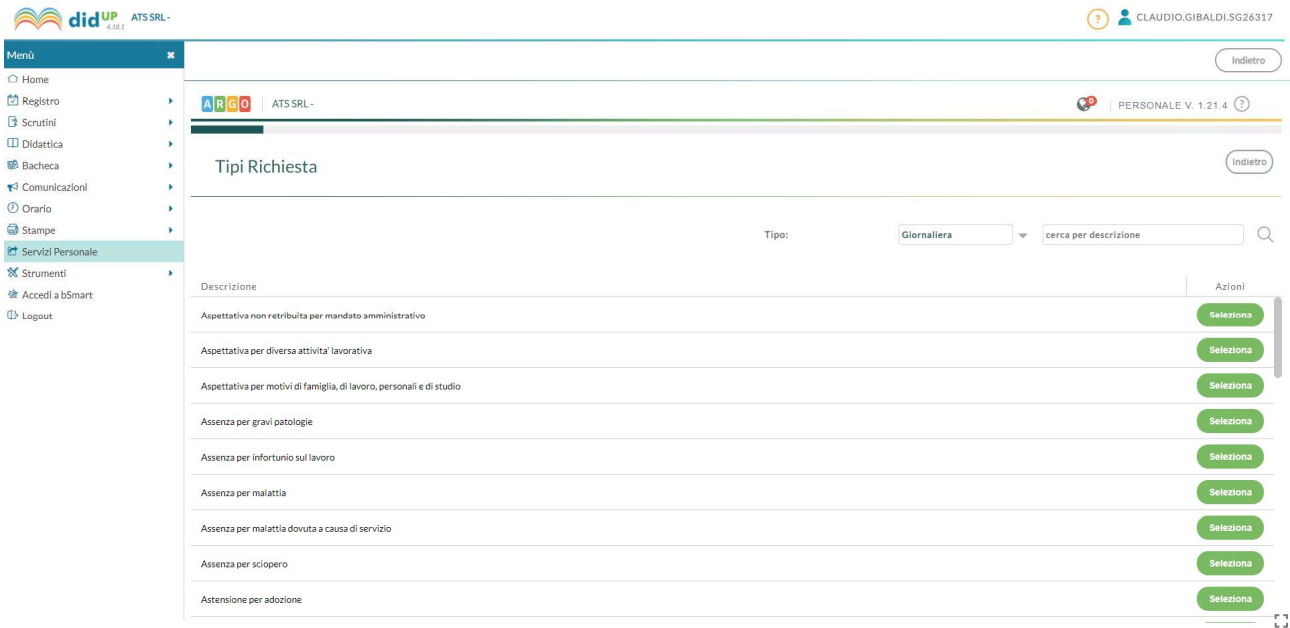 didUP ATS SRL -
4.18.1
? CLAUDIO.GIBALDI.SG26317
Menù
Indietro
Home
Registro
Scrutini
Didattica
Bacheca
Comunicazioni
Orario
Stampe
Servizi Personale
Strumenti
Accedi a bSmart
Logout
ARGO ATS SRL -
0 PERSONALE V. 1.21.4 ?
Tipi Richiesta
Indietro
Tipo: Giornaliera cerca per descrizione
Descrizione Azioni
Aspettativa non retribuita per mandato amministrativo Seleziona
Aspettativa per diversa attivita' lavorativa Seleziona
Aspettativa per motivi di famiglia, di lavoro, personali e di studio Seleziona
Assenza per gravi patologie Seleziona
Assenza per infortunio sul lavoro Seleziona
Assenza per malattia Seleziona
Assenza per malattia dovuta a causa di servizio Seleziona
Assenza per sciopero Seleziona
Astensione per adozione Seleziona